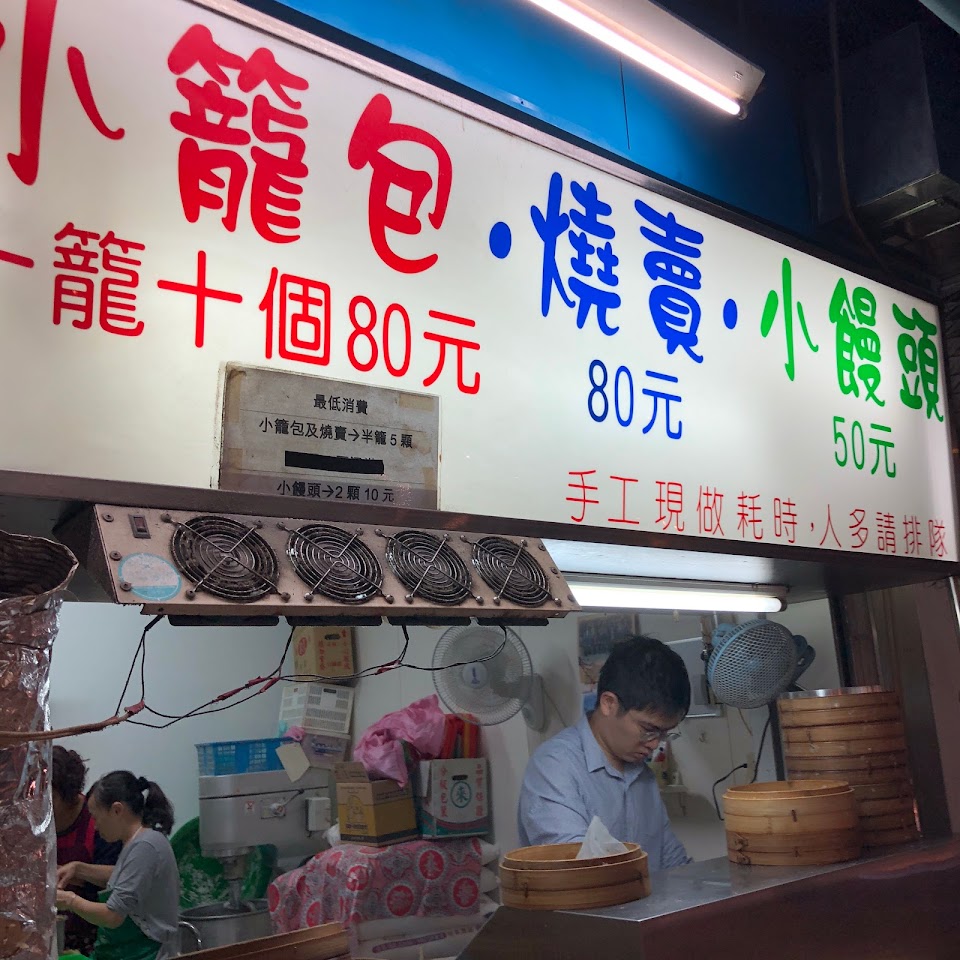 小籠包·燒賣·小饅頭
一籠十個80元
80元
50元
最低消費
小籠包及燒賣→半籠5顆
小饅頭→2顆10元
手工現做耗時,人多請排隊